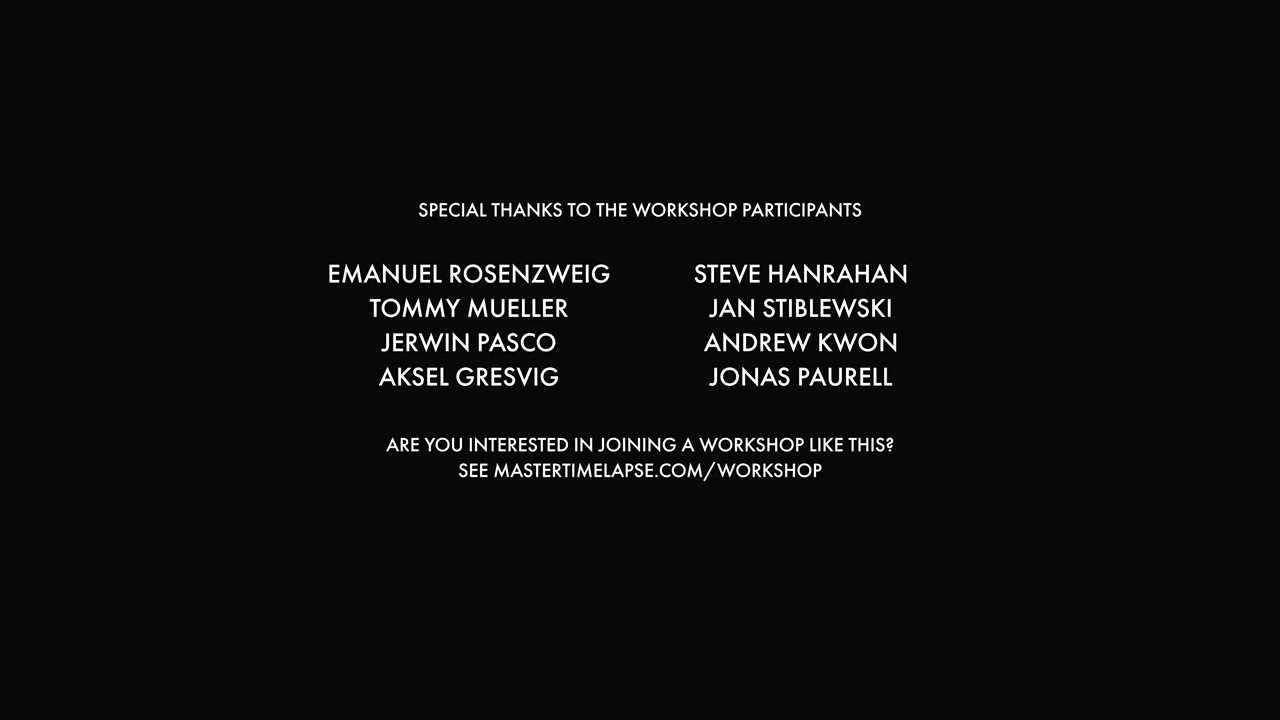 SPECIAL THANKS TO THE WORKSHOP PARTICIPANTS
EMANUEL ROSENZWEIG
TOMMY MUELLER
JERWIN PASCO
AKSEL GRESVIG
STEVE HANRAHAN
JAN STIBLEWSKI
ANDREW KWON
JONAS PAURELL
ARE YOU INTERESTED IN JOINING A WORKSHOP LIKE THIS?
SEE MASTERTIMELAPSE.COM/WORKSHOP